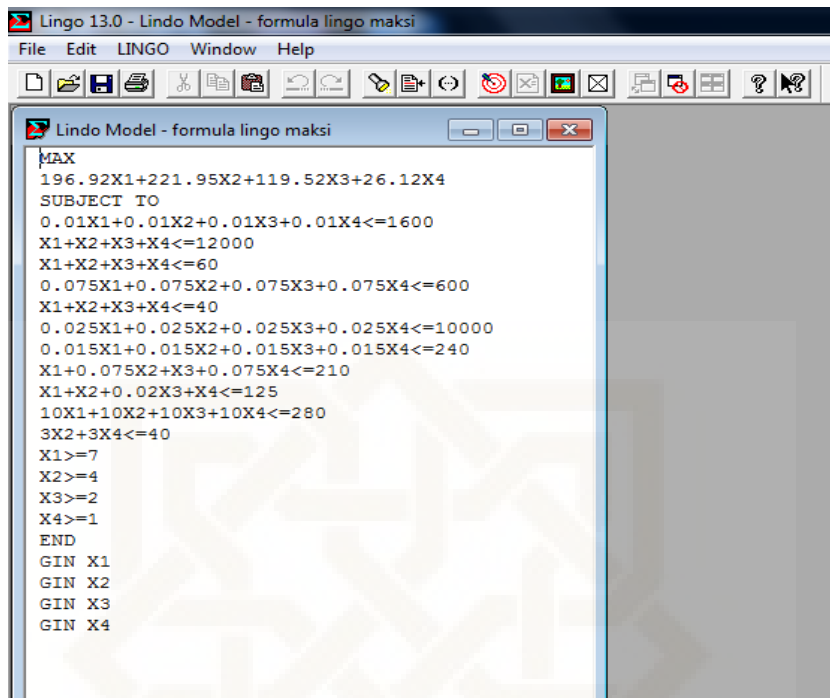 Lingo 13.0 - Lindo Model - formula lingo maksi
File Edit LINGO Window Help
Lindo Model - formula lingo maksi
MAX
196.92X1+221.95X2+119.52X3+26.12X4
SUBJECT TO
0.01X1+0.01X2+0.01X3+0.01X4<=1600
X1+X2+X3+X4<=12000
X1+X2+X3+X4<=60
0.075X1+0.075X2+0.075X3+0.075X4<=600
X1+X2+X3+X4<=40
0.025X1+0.025X2+0.025X3+0.025X4<=10000
0.015X1+0.015X2+0.015X3+0.015X4<=240
X1+0.075X2+X3+0.075X4<=210
X1+X2+0.02X3+X4<=125
10X1+10X2+10X3+10X4<=280
3X2+3X4<=40
X1>=7
X2>=4
X3>=2
X4>=1
END
GIN X1
GIN X2
GIN X3
GIN X4